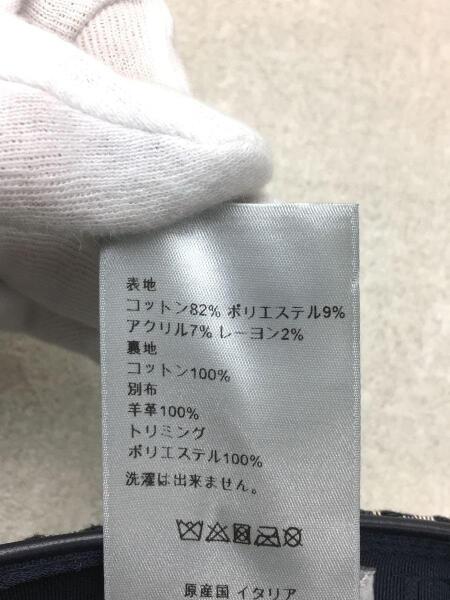 表地
コットン82% ポリエステル9%
アクリル7% レーヨン2%
裏地
コットン100%
別布
羊革100%
トリミング
ポリエステル100%
洗濯は出来ません。
原産国 イタリア